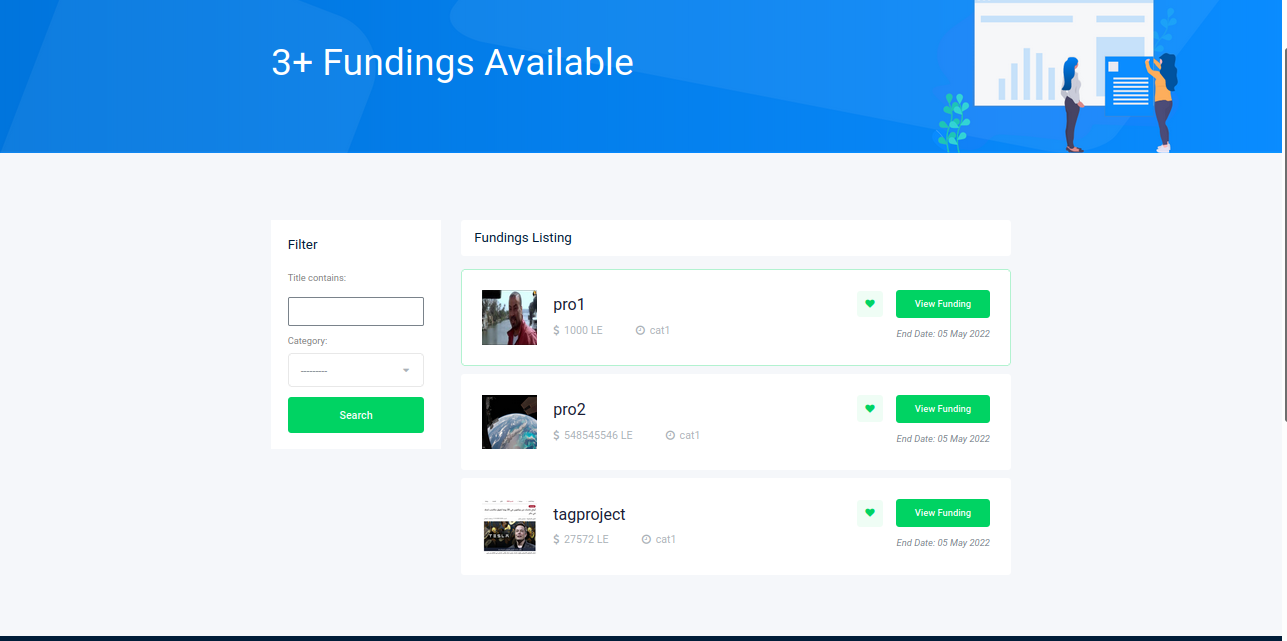 3+ Fundings Available
Filter
Title contains:
Category:
---------
Search
Fundings Listing
pro1
$ 1000 LE
cat1
View Funding
End Date: 05 May 2022
pro2
$ 548545546 LE
cat1
View Funding
End Date: 05 May 2022
tagproject
TESLA
$ 27572 LE
cat1
View Funding
End Date: 05 May 2022